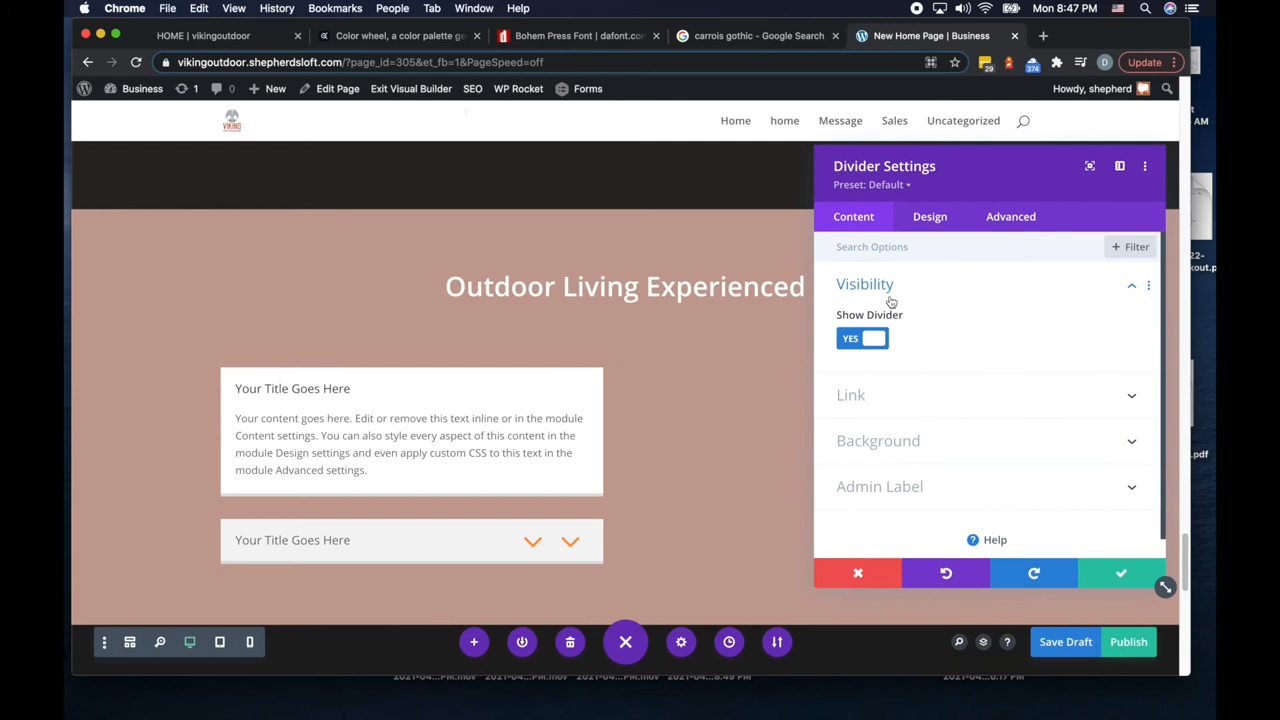 Chrome File Edit View History Bookmarks People Tab Window Help Mon 8:47 PM
HOME | vikingoutdoor Color wheel, a color palette ge Bohem Press Font | dafont.com carrois gothic - Google Search New Home Page | Business
vikingoutdoor.shepherdsloft.com/?page_id=305&et_fb=1&PageSpeed=off 29 374 D Update
Business 1 0 New Edit Page Exit Visual Builder SEO WP Rocket Forms Howdy, shepherd
VIKING Home home Message Sales Uncategorized
Divider Settings
Preset: Default
Content Design Advanced
Search Options + Filter
Visibility
Outdoor Living Experienced
Show Divider
YES
Your Title Goes Here
Link
Your content goes here. Edit or remove this text inline or in the module
Content settings. You can also style every aspect of this content in the
module Design settings and even apply custom CSS to this text in the
module Advanced settings.
Background
Admin Label
Your Title Goes Here
? Help
? Save Draft Publish
AM
22-
.pdf